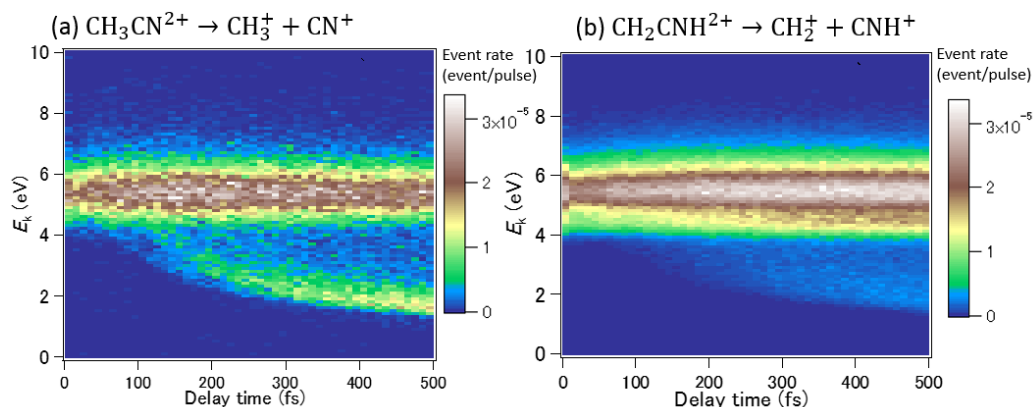 (a) CH₃CN²⁺ → CH₃⁺ + CN⁺
Event rate
(event/pulse)
3×10⁻⁵
2
1
0
10
8
6
4
2
0
E_k (eV)
0 100 200 300 400 500
Delay time (fs)
(b) CH₂CNH²⁺ → CH₂⁺ + CNH⁺
Event rate
(event/pulse)
3×10⁻⁵
2
1
0
10
8
6
4
2
0
E_k (eV)
0 100 200 300 400 500
Delay time (fs)